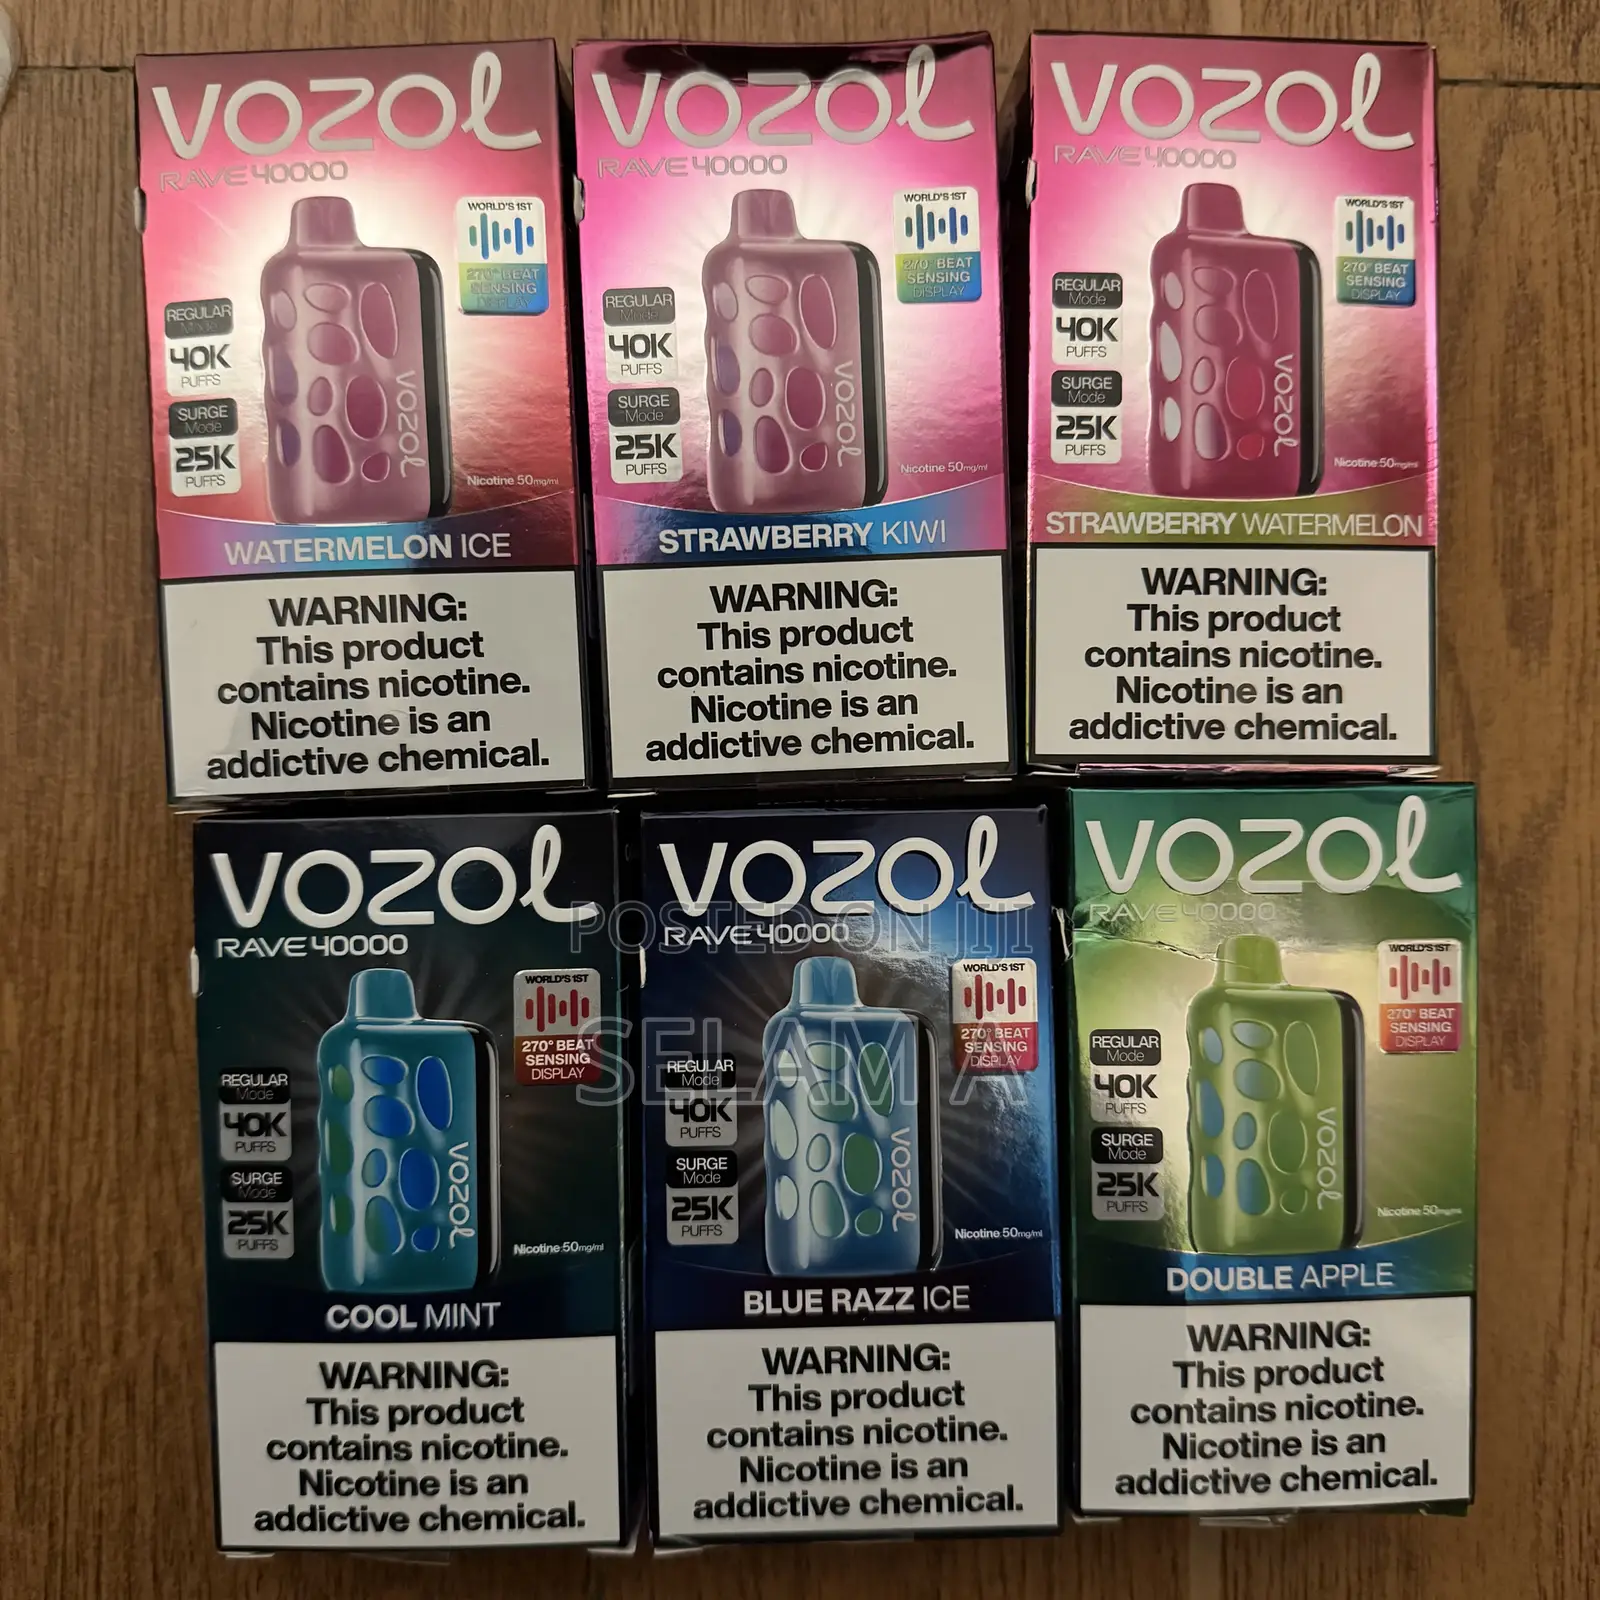 VOZOL
RAVE 40000
WORLD'S 1ST
270° BEAT
SENSING
DISPLAY
REGULAR
Mode
40K
PUFFS
SURGE
Mode
25K
PUFFS
VOZOL
Nicotine 50mg/ml
WATERMELON ICE
WARNING:
This product
contains nicotine.
Nicotine is an
addictive chemical.
VOZOL
RAVE 40000
WORLD'S 1ST
270° BEAT
SENSING
DISPLAY
REGULAR
Mode
40K
PUFFS
SURGE
Mode
25K
PUFFS
VOZOL
Nicotine 50mg/ml
STRAWBERRY KIWI
WARNING:
This product
contains nicotine.
Nicotine is an
addictive chemical.
VOZOL
RAVE 40000
WORLD'S 1ST
270° BEAT
SENSING
DISPLAY
REGULAR
Mode
40K
PUFFS
SURGE
Mode
25K
PUFFS
VOZOL
Nicotine 50mg/ml
STRAWBERRY WATERMELON
WARNING:
This product
contains nicotine.
Nicotine is an
addictive chemical.
VOZOL
RAVE 40000
WORLD'S 1ST
270° BEAT
SENSING
DISPLAY
REGULAR
Mode
40K
PUFFS
SURGE
Mode
25K
PUFFS
VOZOL
Nicotine 50mg/ml
COOL MINT
WARNING:
This product
contains nicotine.
Nicotine is an
addictive chemical.
VOZOL
RAVE 40000
WORLD'S 1ST
270° BEAT
SENSING
DISPLAY
REGULAR
Mode
40K
PUFFS
SURGE
Mode
25K
PUFFS
VOZOL
Nicotine 50mg/ml
BLUE RAZZ ICE
WARNING:
This product
contains nicotine.
Nicotine is an
addictive chemical.
VOZOL
RAVE 40000
WORLD'S 1ST
270° BEAT
SENSING
DISPLAY
REGULAR
Mode
40K
PUFFS
SURGE
Mode
25K
PUFFS
VOZOL
Nicotine 50mg/ml
DOUBLE APPLE
WARNING:
This product
contains nicotine.
Nicotine is an
addictive chemical.
POSTED ON JIJI
SELAM A